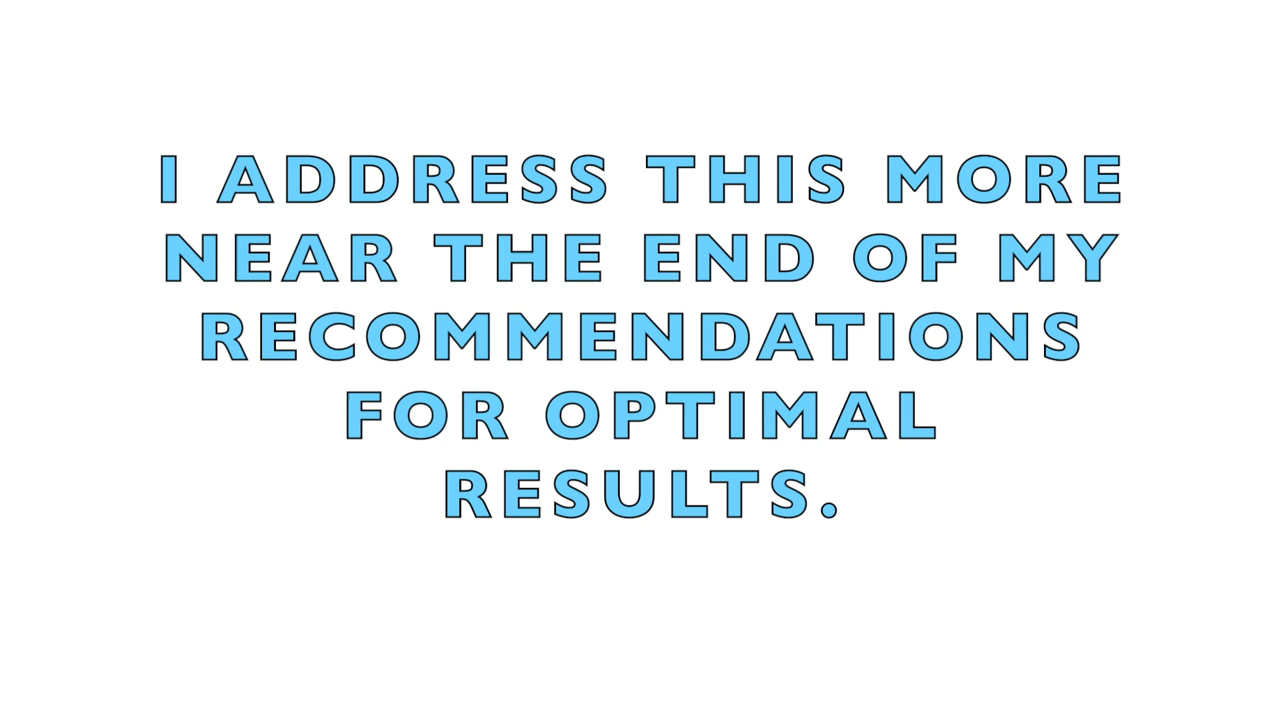 I ADDRESS THIS MORE
NEAR THE END OF MY
RECOMMENDATIONS
FOR OPTIMAL
RESULTS.